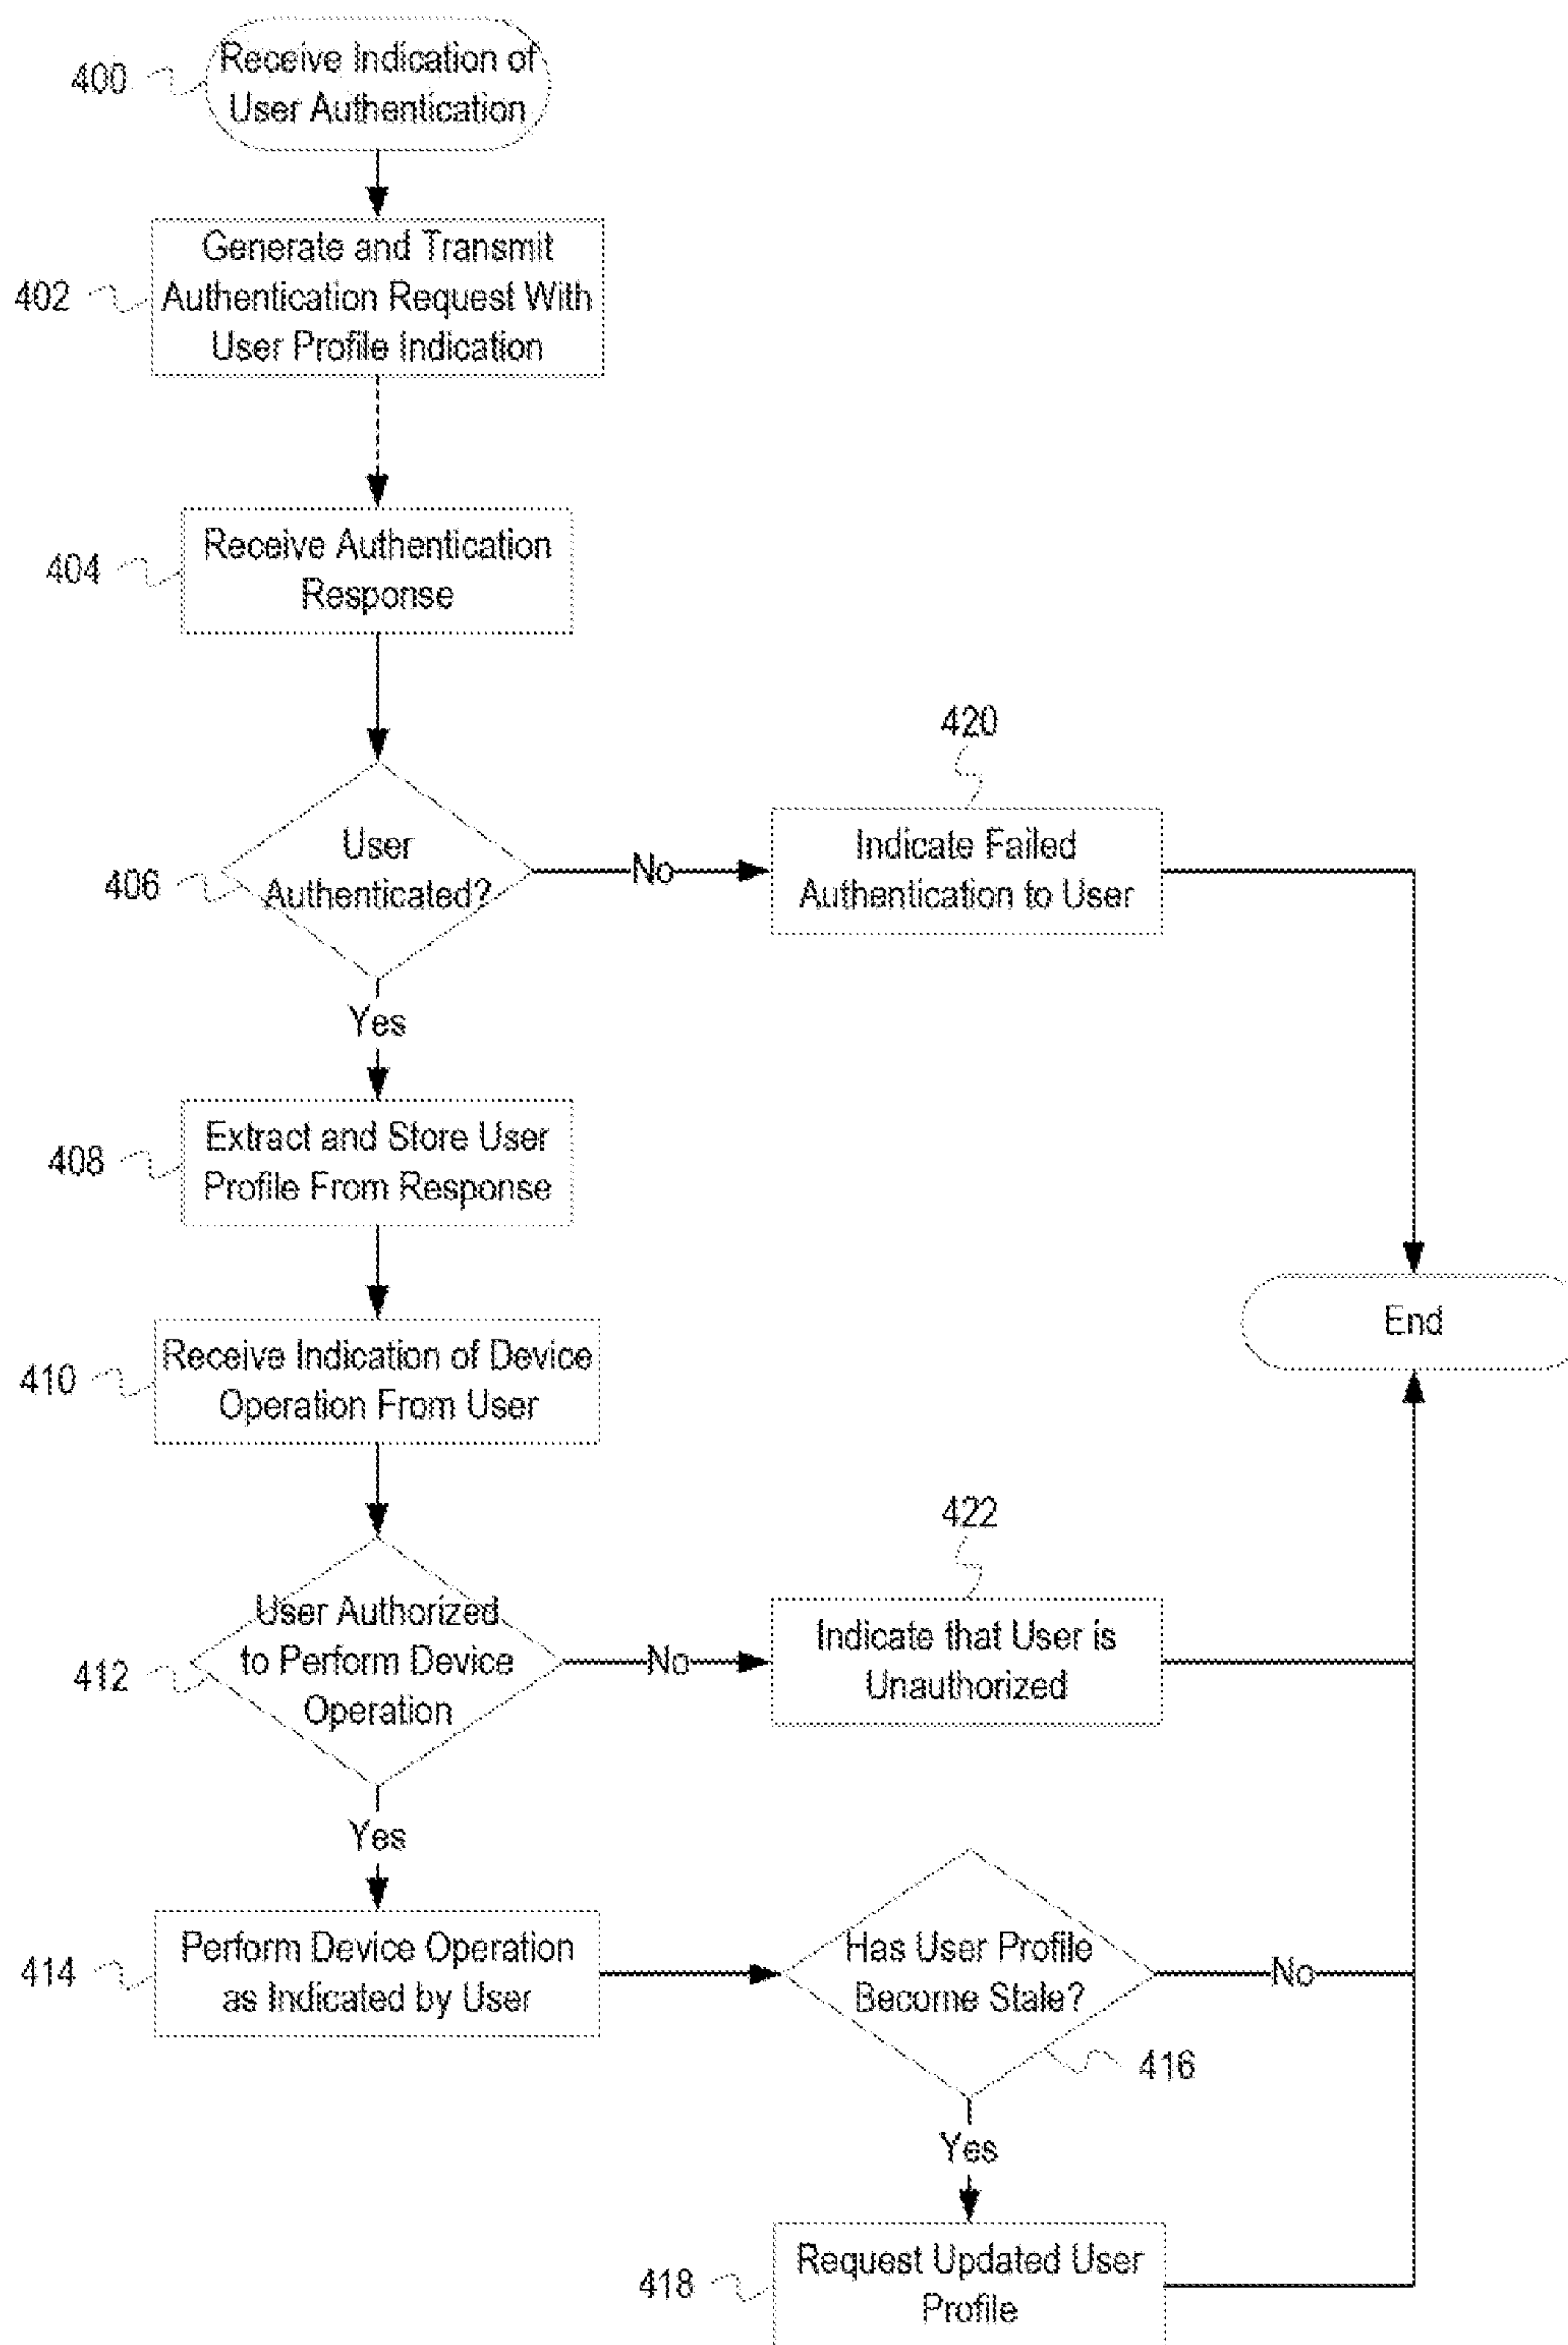 Receive Indication of
User Authentication
400
Generate and Transmit
Authentication Request With
User Profile Indication
402
Receive Authentication
Response
404
User
Authenticated?
406
No
420
Indicate Failed
Authentication to User
Yes
Extract and Store User
Profile From Response
408
End
Receive Indication of Device
Operation From User
410
User Authorized
to Perform Device
Operation
412
No
422
Indicate that User is
Unauthorized
Yes
Perform Device Operation
as Indicated by User
414
Has User Profile
Become Stale?
No
416
Yes
Request Updated User
Profile
418